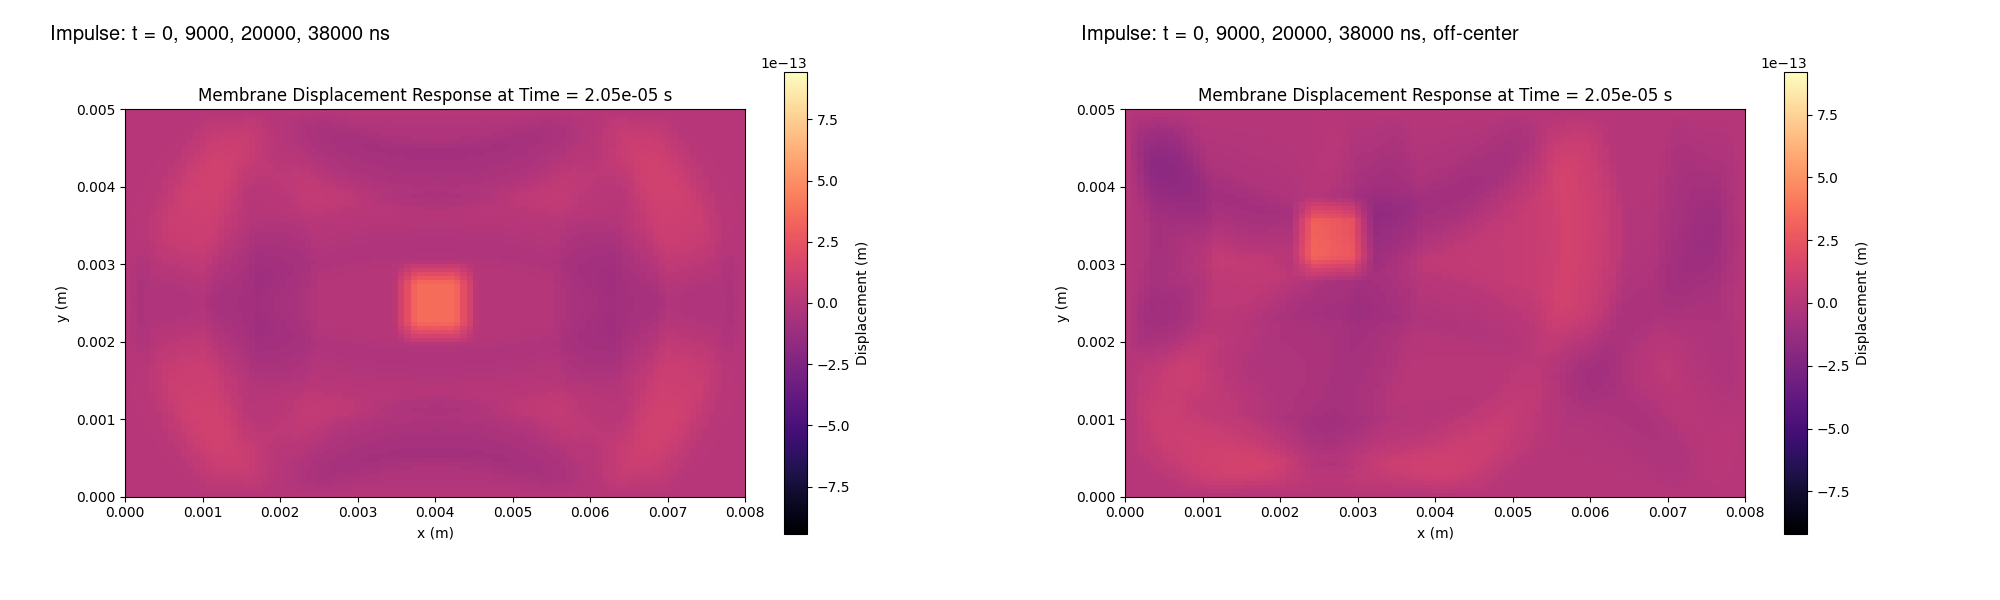 Impulse: t = 0, 9000, 20000, 38000 ns
1e−13
Membrane Displacement Response at Time = 2.05e-05 s
0.005
0.004
0.003
0.002
0.001
0.000
y (m)
0.000 0.001 0.002 0.003 0.004 0.005 0.006 0.007 0.008
x (m)
7.5
5.0
2.5
0.0
−2.5
−5.0
−7.5
Displacement (m)
Impulse: t = 0, 9000, 20000, 38000 ns, off-center
1e−13
Membrane Displacement Response at Time = 2.05e-05 s
0.005
0.004
0.003
0.002
0.001
0.000
y (m)
0.000 0.001 0.002 0.003 0.004 0.005 0.006 0.007 0.008
x (m)
7.5
5.0
2.5
0.0
−2.5
−5.0
−7.5
Displacement (m)